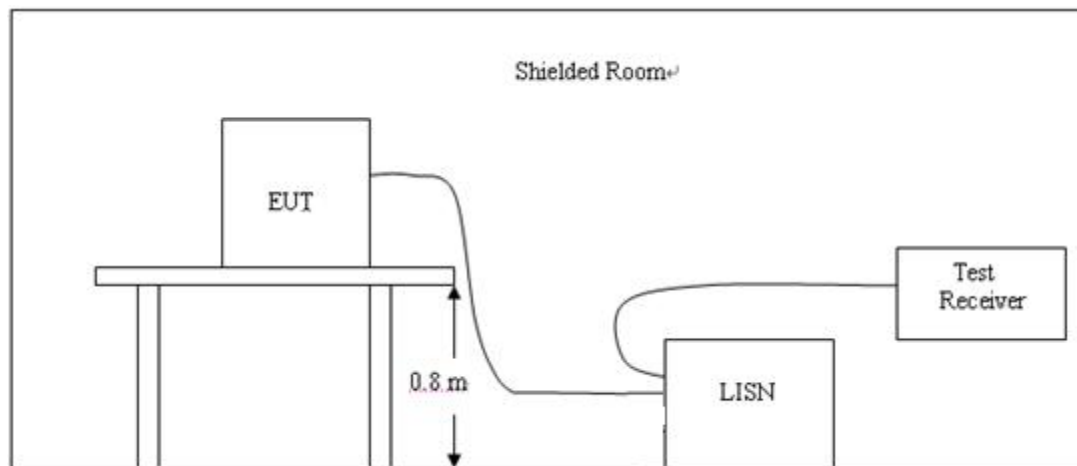 Shielded Room↵
EUT
Test
Receiver
0.8 m
LISN